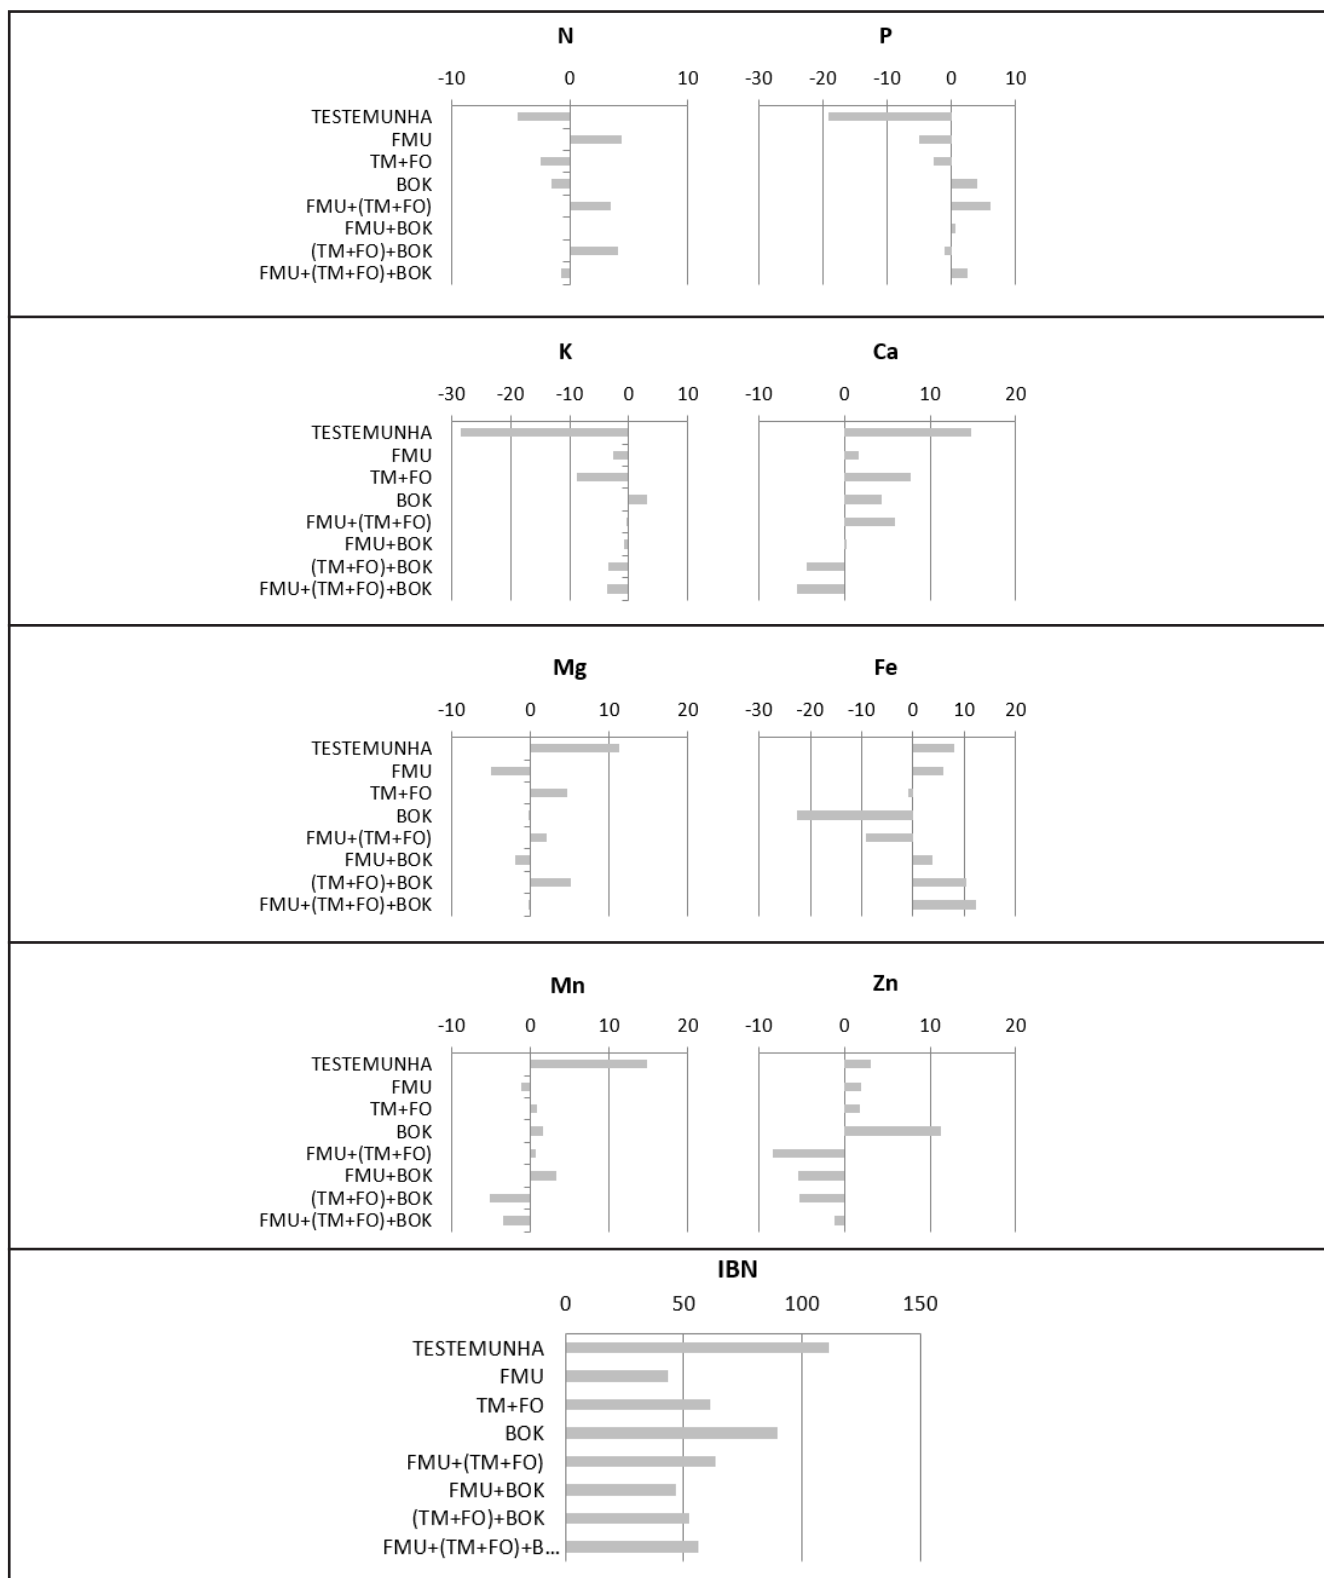 N P
-10 0 10 -30 -20 -10 0 10
TESTEMUNHA
FMU
TM+FO
BOK
FMU+(TM+FO)
FMU+BOK
(TM+FO)+BOK
FMU+(TM+FO)+BOK
K Ca
-30 -20 -10 0 10 -10 0 10 20
TESTEMUNHA
FMU
TM+FO
BOK
FMU+(TM+FO)
FMU+BOK
(TM+FO)+BOK
FMU+(TM+FO)+BOK
Mg Fe
-10 0 10 20 -30 -20 -10 0 10 20
TESTEMUNHA
FMU
TM+FO
BOK
FMU+(TM+FO)
FMU+BOK
(TM+FO)+BOK
FMU+(TM+FO)+BOK
Mn Zn
-10 0 10 20 -10 0 10 20
TESTEMUNHA
FMU
TM+FO
BOK
FMU+(TM+FO)
FMU+BOK
(TM+FO)+BOK
FMU+(TM+FO)+BOK
IBN
0 50 100 150
TESTEMUNHA
FMU
TM+FO
BOK
FMU+(TM+FO)
FMU+BOK
(TM+FO)+BOK
FMU+(TM+FO)+B...